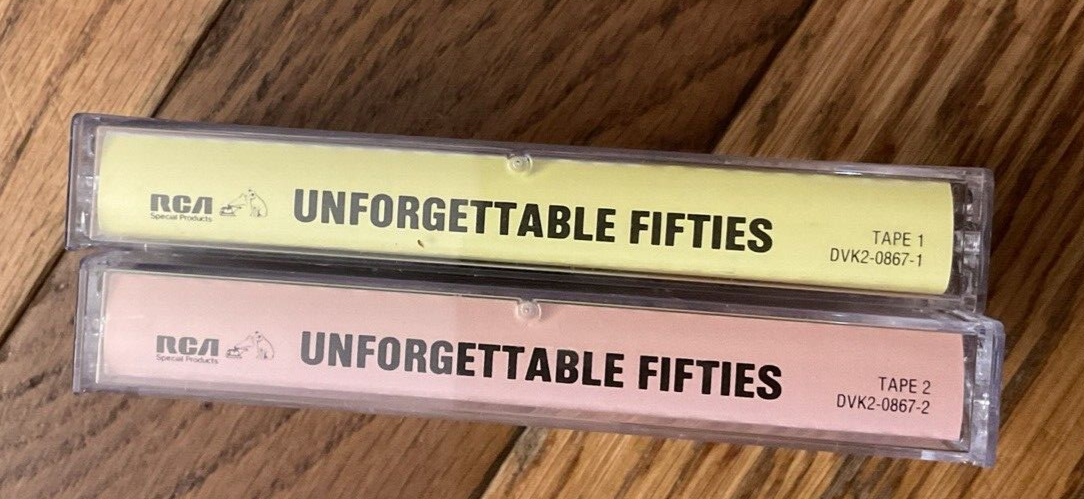 RCA
Special Products
UNFORGETTABLE FIFTIES
TAPE 1
DVK2-0867-1
RCA
Special Products
UNFORGETTABLE FIFTIES
TAPE 2
DVK2-0867-2